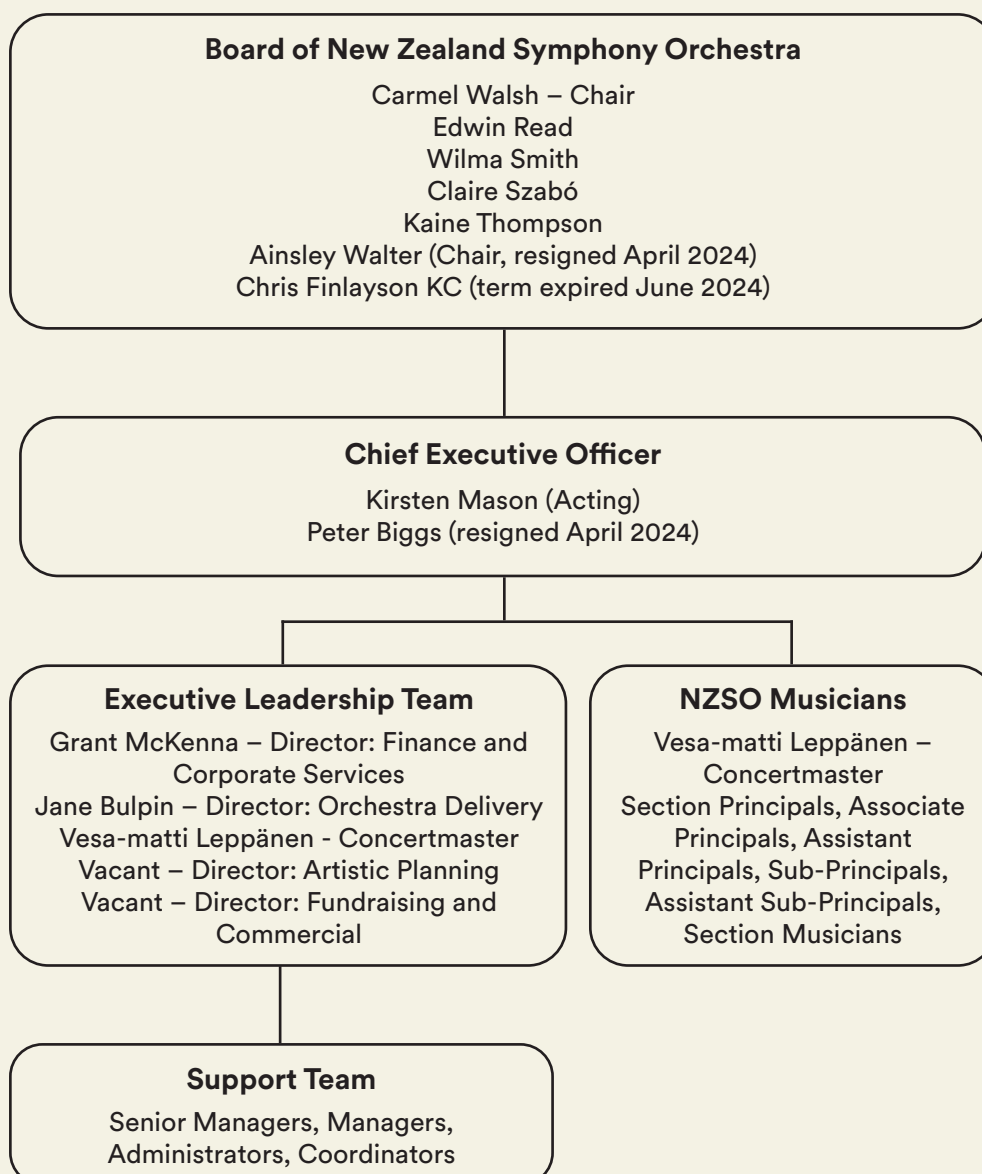 Board of New Zealand Symphony Orchestra
Carmel Walsh – Chair
Edwin Read
Wilma Smith
Claire Szabó
Kaine Thompson
Ainsley Walter (Chair, resigned April 2024)
Chris Finlayson KC (term expired June 2024)
Chief Executive Officer
Kirsten Mason (Acting)
Peter Biggs (resigned April 2024)
Executive Leadership Team
Grant McKenna – Director: Finance and
Corporate Services
Jane Bulpin – Director: Orchestra Delivery
Vesa-matti Leppänen - Concertmaster
Vacant – Director: Artistic Planning
Vacant – Director: Fundraising and
Commercial
NZSO Musicians
Vesa-matti Leppänen –
Concertmaster
Section Principals, Associate
Principals, Assistant
Principals, Sub-Principals,
Assistant Sub-Principals,
Section Musicians
Support Team
Senior Managers, Managers,
Administrators, Coordinators